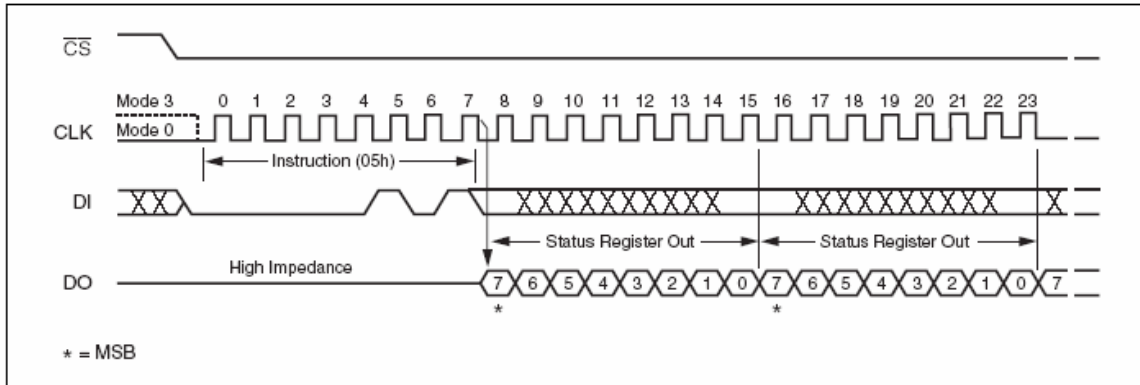 CS
Mode 3 0 1 2 3 4 5 6 7 8 9 10 11 12 13 14 15 16 17 18 19 20 21 22 23
CLK Mode 0
Instruction (05h)
DI
Status Register Out Status Register Out
High Impedance
DO 7 6 5 4 3 2 1 0 7 6 5 4 3 2 1 0 7
* *
* = MSB